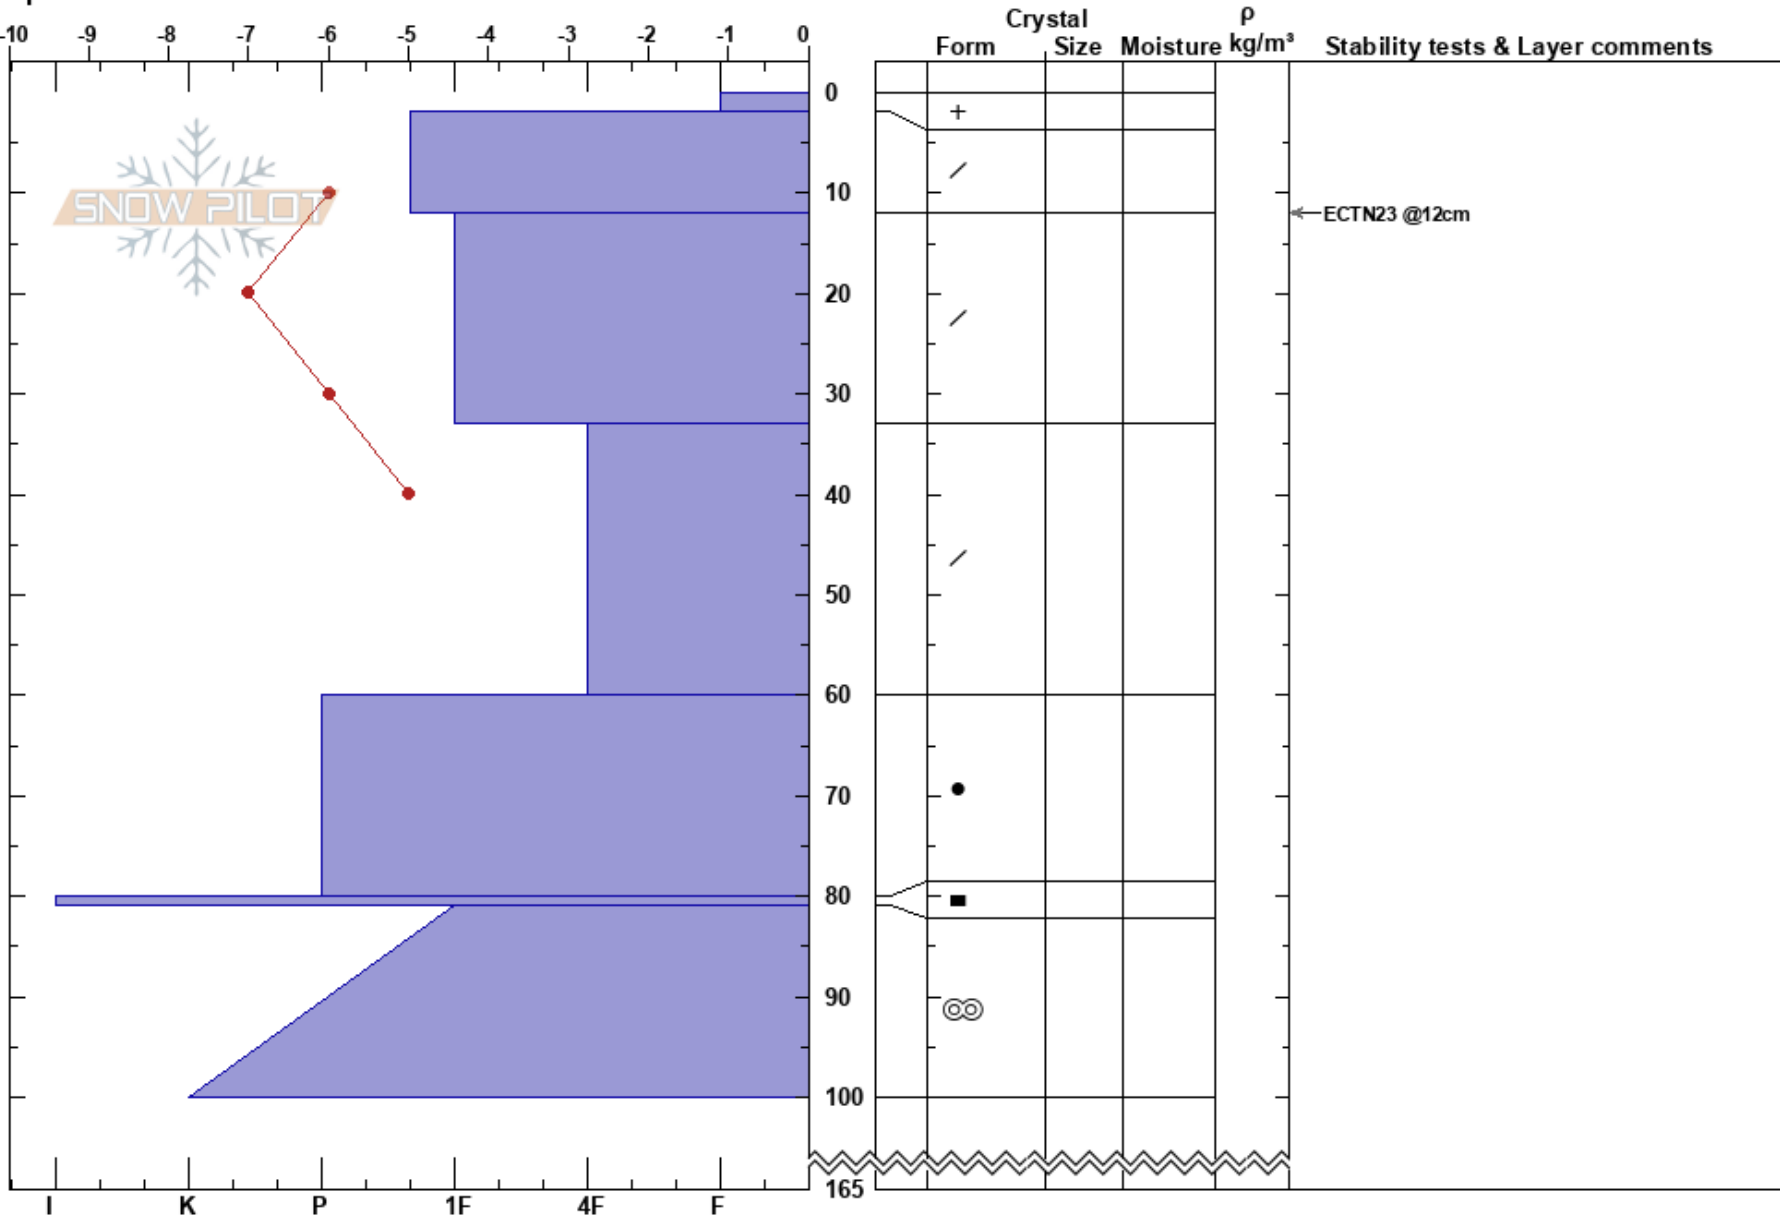 Crystal ρ
-10 -9 -8 -7 -6 -5 -4 -3 -2 -1 0 Form Size Moisture kg/m³ Stability tests & Layer comments
0
+
10
SNOW PILOT
ECTN23 @12cm
20
30
40
50
60
70
80
90
100
165
I K P 1F 4F F